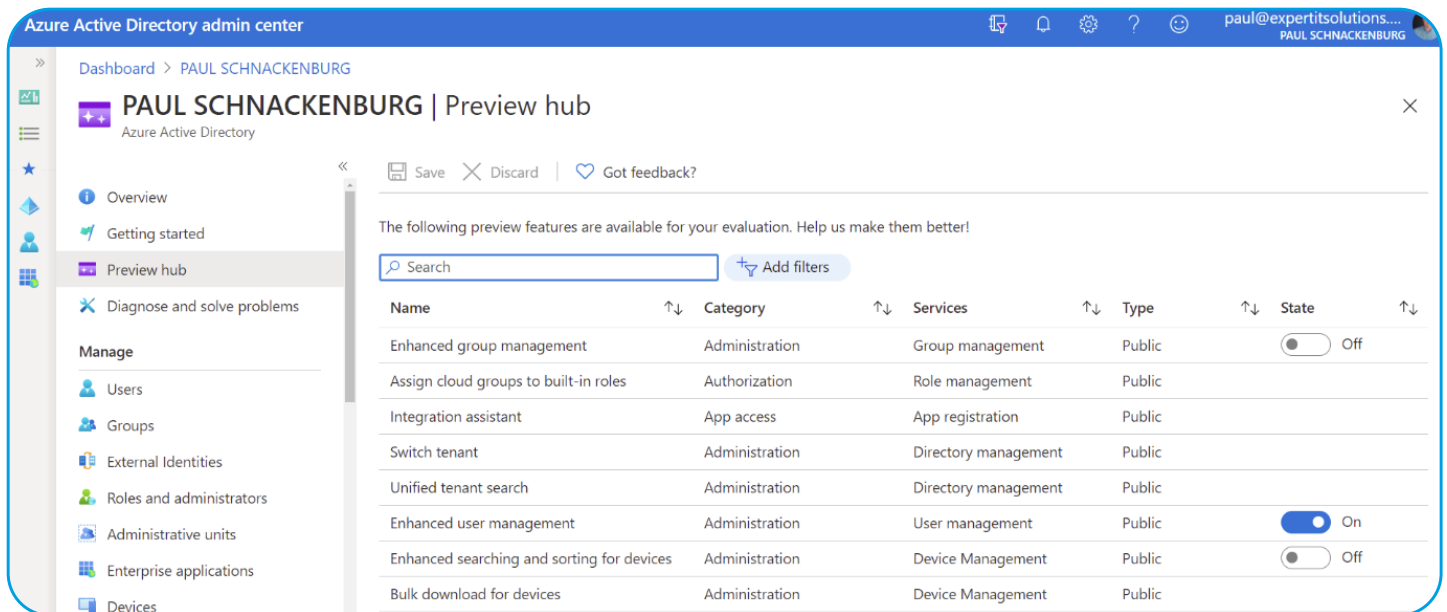 Azure Active Directory admin center
paul@expertitsolutions....
PAUL SCHNACKENBURG
Dashboard > PAUL SCHNACKENBURG
PAUL SCHNACKENBURG | Preview hub
Azure Active Directory
Overview
Getting started
Preview hub
Diagnose and solve problems
Manage
Users
Groups
External Identities
Roles and administrators
Administrative units
Enterprise applications
Devices
Save Discard Got feedback?
The following preview features are available for your evaluation. Help us make them better!
Search Add filters
Name Category Services Type State
Enhanced group management Administration Group management Public Off
Assign cloud groups to built-in roles Authorization Role management Public
Integration assistant App access App registration Public
Switch tenant Administration Directory management Public
Unified tenant search Administration Directory management Public
Enhanced user management Administration User management Public On
Enhanced searching and sorting for devices Administration Device Management Public Off
Bulk download for devices Administration Device Management Public